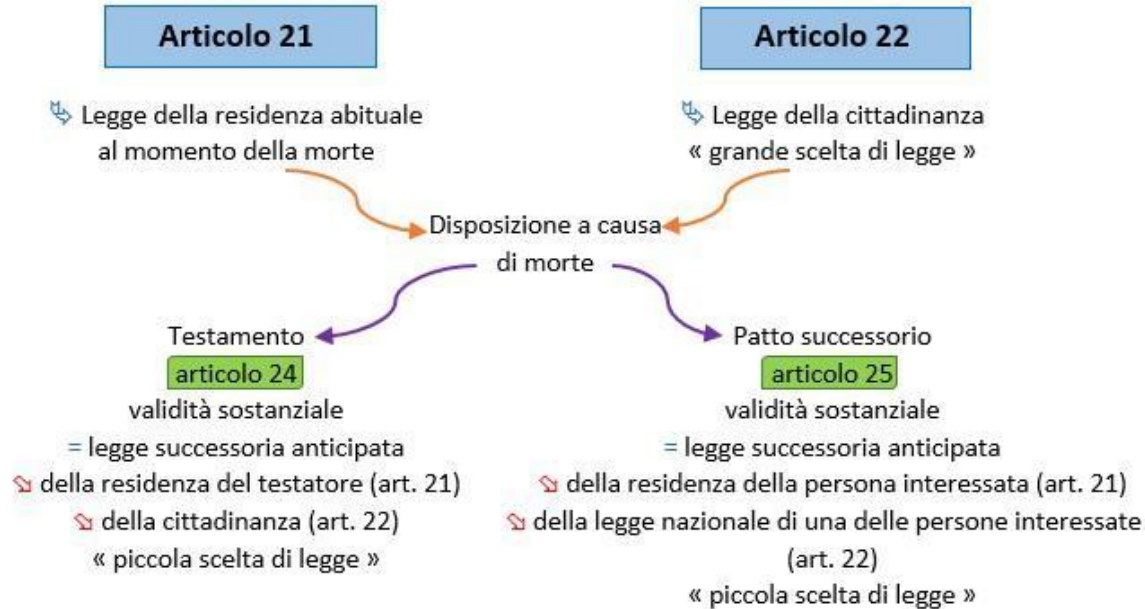 Articolo 21
Articolo 22
Legge della residenza abituale
al momento della morte
Legge della cittadinanza
« grande scelta di legge »
Disposizione a causa
di morte
Testamento
articolo 24
validità sostanziale
= legge successoria anticipata
della residenza del testatore (art. 21)
della cittadinanza (art. 22)
« piccola scelta di legge »
Patto successorio
articolo 25
validità sostanziale
= legge successoria anticipata
della residenza della persona interessata (art. 21)
della legge nazionale di una delle persone interessate
(art. 22)
« piccola scelta di legge »